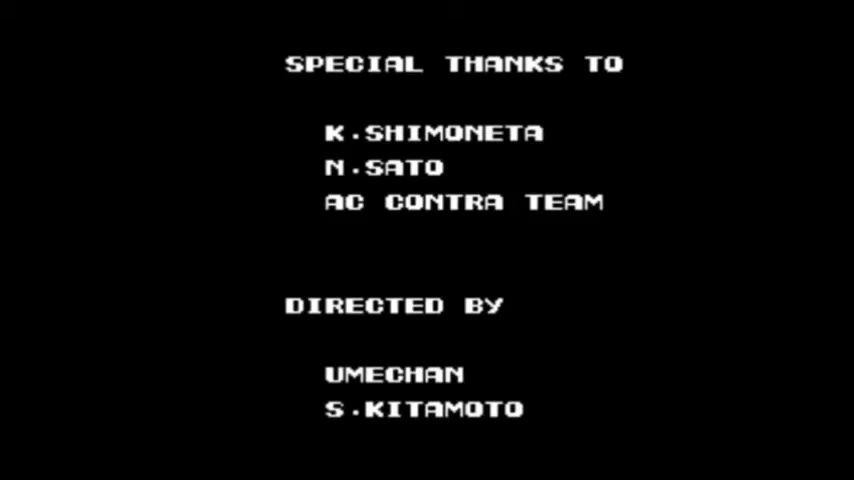 SPECIAL THANKS TO
K.SHIMONETA
N.SATO
AC CONTRA TEAM
DIRECTED BY
UMECHAN
S.KITAMOTO